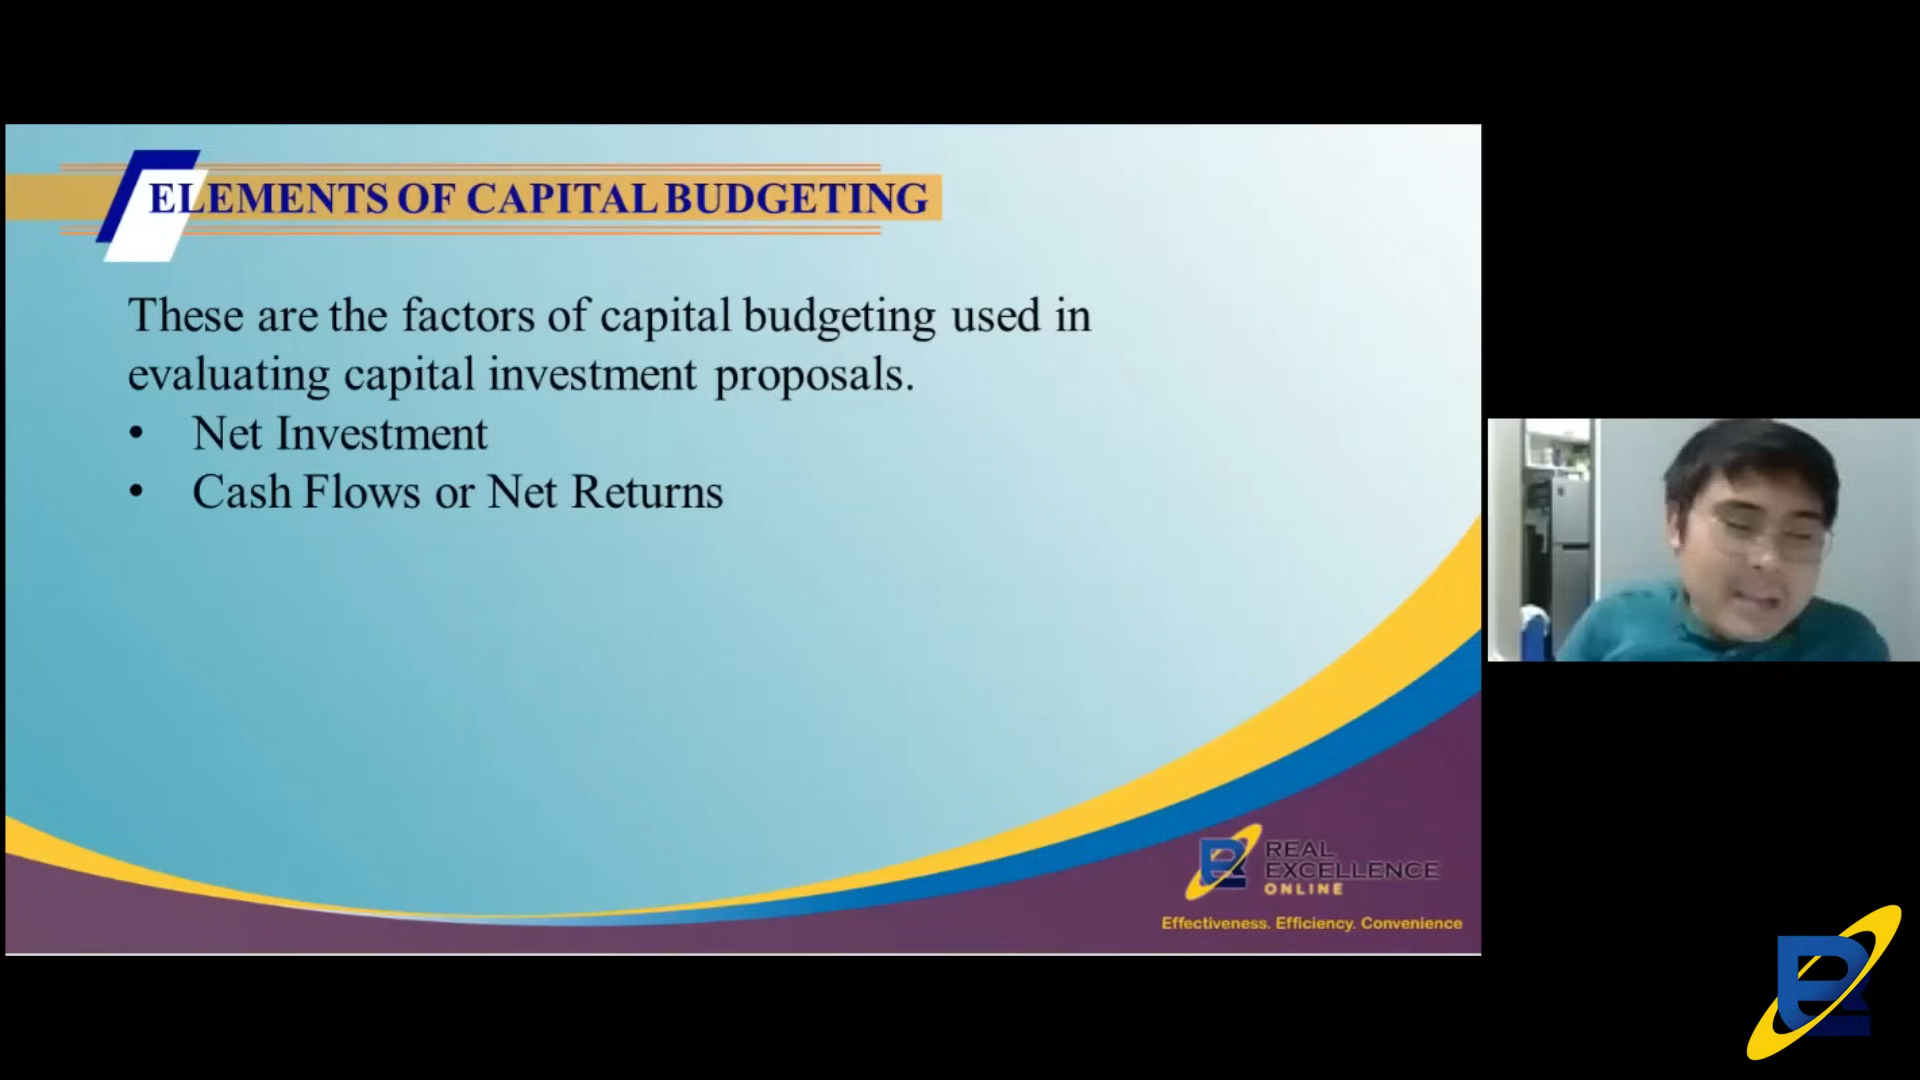 ELEMENTS OF CAPITAL BUDGETING
These are the factors of capital budgeting used in
evaluating capital investment proposals.
• Net Investment
• Cash Flows or Net Returns
REAL
EXCELLENCE
ONLINE
Effectiveness. Efficiency. Convenience